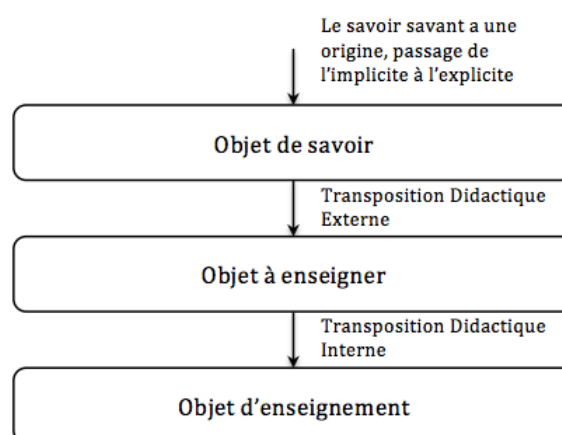 Le savoir savant a une
origine, passage de
l'implicite à l'explicite
Objet de savoir
Transposition Didactique
Externe
Objet à enseigner
Transposition Didactique
Interne
Objet d'enseignement